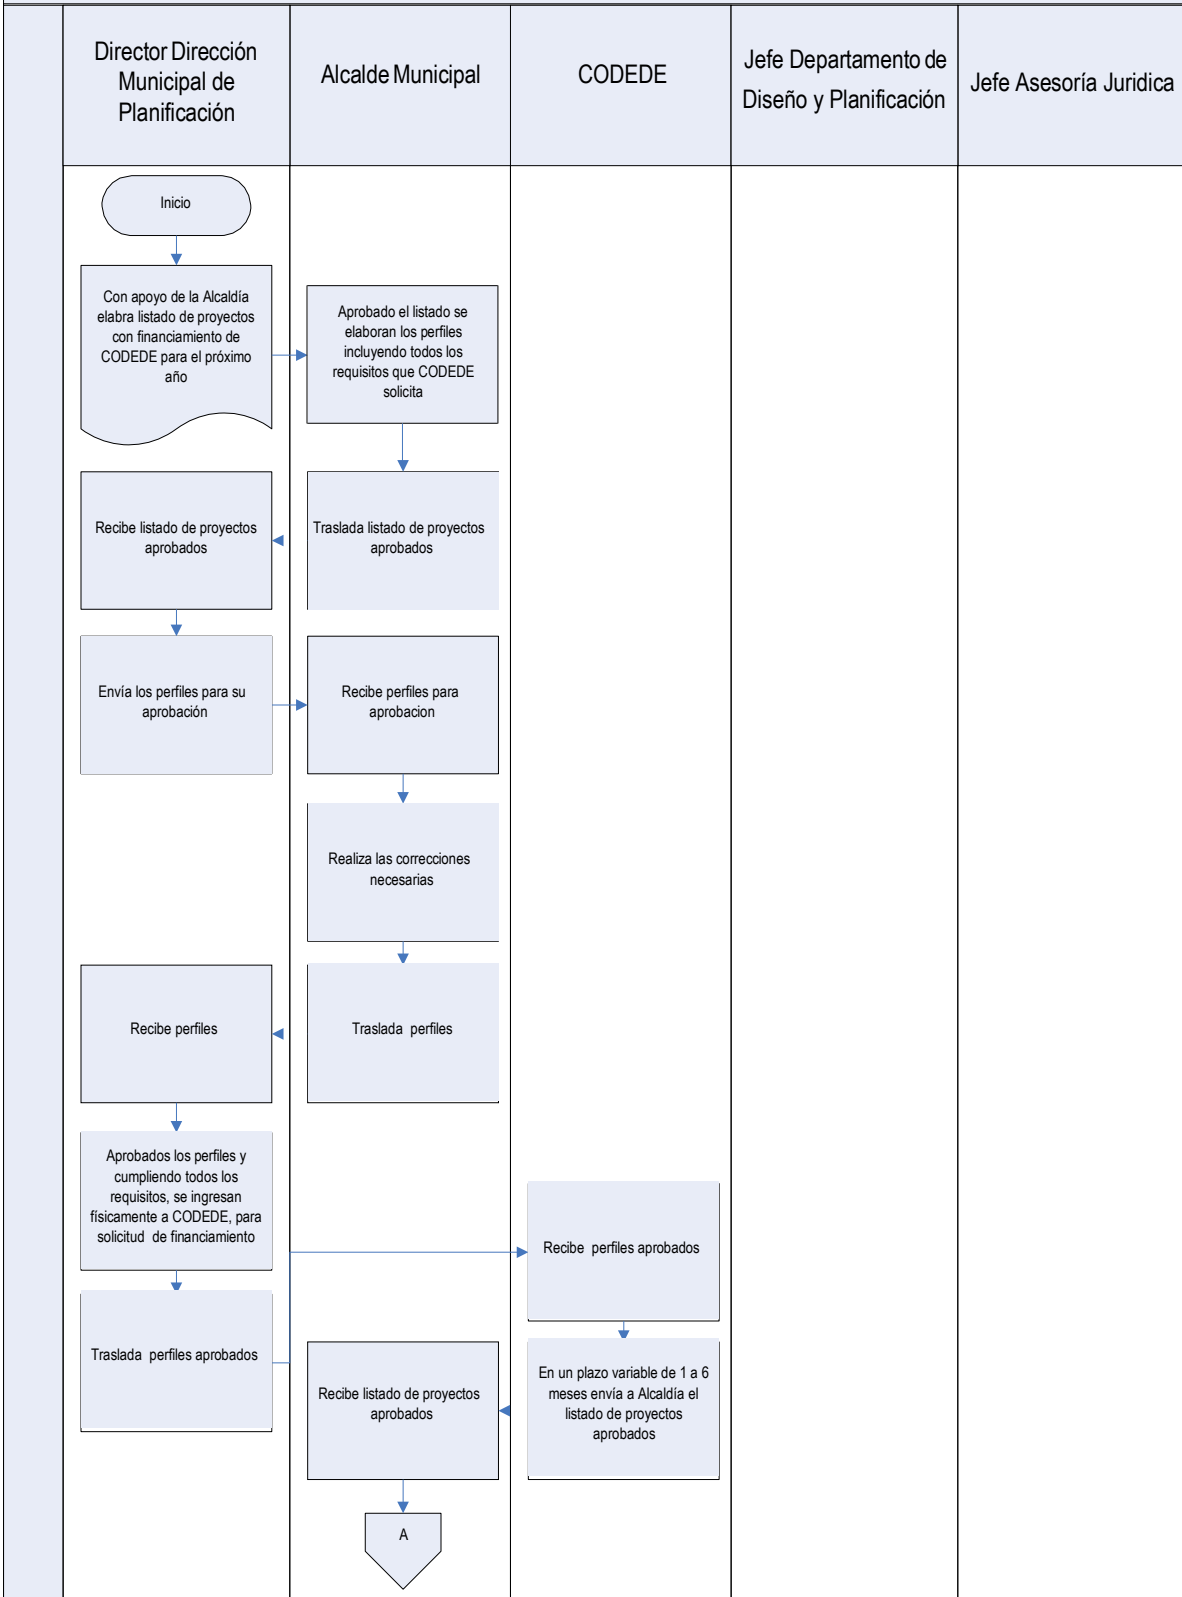 Director Dirección
Municipal de
Planificación
Alcalde Municipal
CODEDE
Jefe Departamento de
Diseño y Planificación
Jefe Asesoría Juridica
Inicio
Con apoyo de la Alcaldía
elabra listado de proyectos
con financiamiento de
CODEDE para el próximo
año
Aprobado el listado se
elaboran los perfiles
incluyendo todos los
requisitos que CODEDE
solicita
Traslada listado de proyectos
aprobados
Recibe listado de proyectos
aprobados
Envía los perfiles para su
aprobación
Recibe perfiles para
aprobacion
Realiza las correcciones
necesarias
Traslada perfiles
Recibe perfiles
Aprobados los perfiles y
cumpliendo todos los
requisitos, se ingresan
físicamente a CODEDE, para
solicitud de financiamiento
Traslada perfiles aprobados
Recibe perfiles aprobados
En un plazo variable de 1 a 6
meses envía a Alcaldía el
listado de proyectos
aprobados
Recibe listado de proyectos
aprobados
A